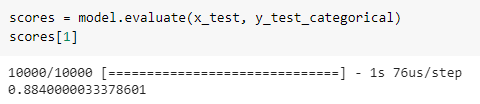 scores = model.evaluate(x_test, y_test_categorical)
scores[1]
10000/10000 [==============================] - 1s 76us/step
0.8840000033378601